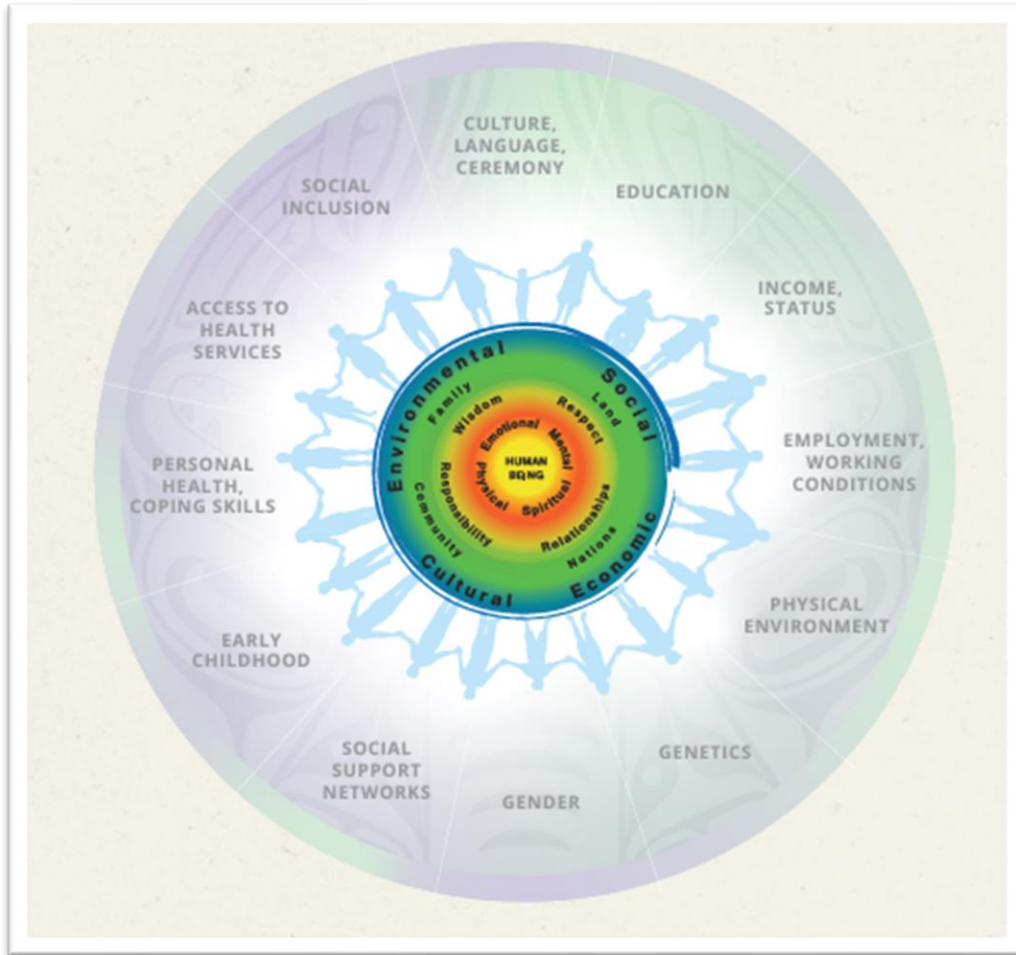 CULTURE,
LANGUAGE,
CEREMONY
EDUCATION
INCOME,
STATUS
EMPLOYMENT,
WORKING
CONDITIONS
PHYSICAL
ENVIRONMENT
GENETICS
GENDER
SOCIAL
SUPPORT
NETWORKS
EARLY
CHILDHOOD
PERSONAL
HEALTH,
COPING SKILLS
ACCESS TO
HEALTH
SERVICES
SOCIAL
INCLUSION
Environmental
Social
Economic
Cultural
Family
Land
Nations
Community
Wisdom
Respect
Relationships
Responsibility
Emotional
Mental
Spiritual
Physical
HUMAN
BEING